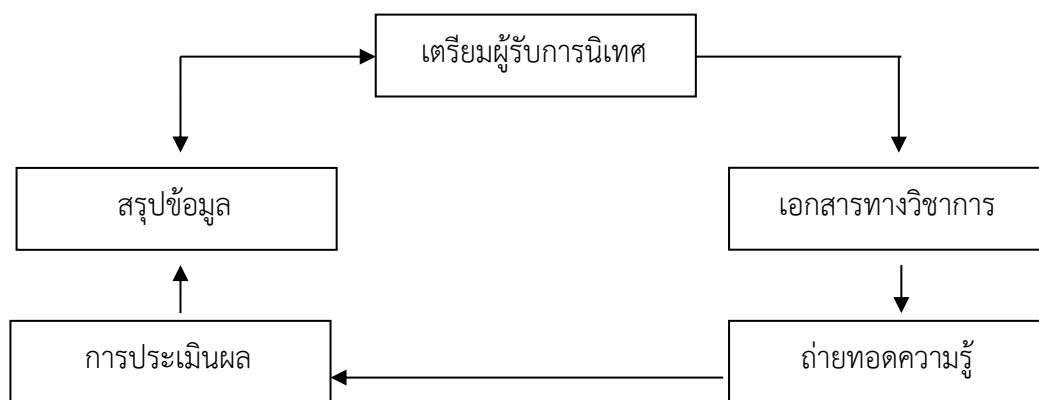 เตรียมผู้รับการนิเทศ
สรุปข้อมูล
เอกสารทางวิชาการ
การประเมินผล
ถ่ายทอดความรู้